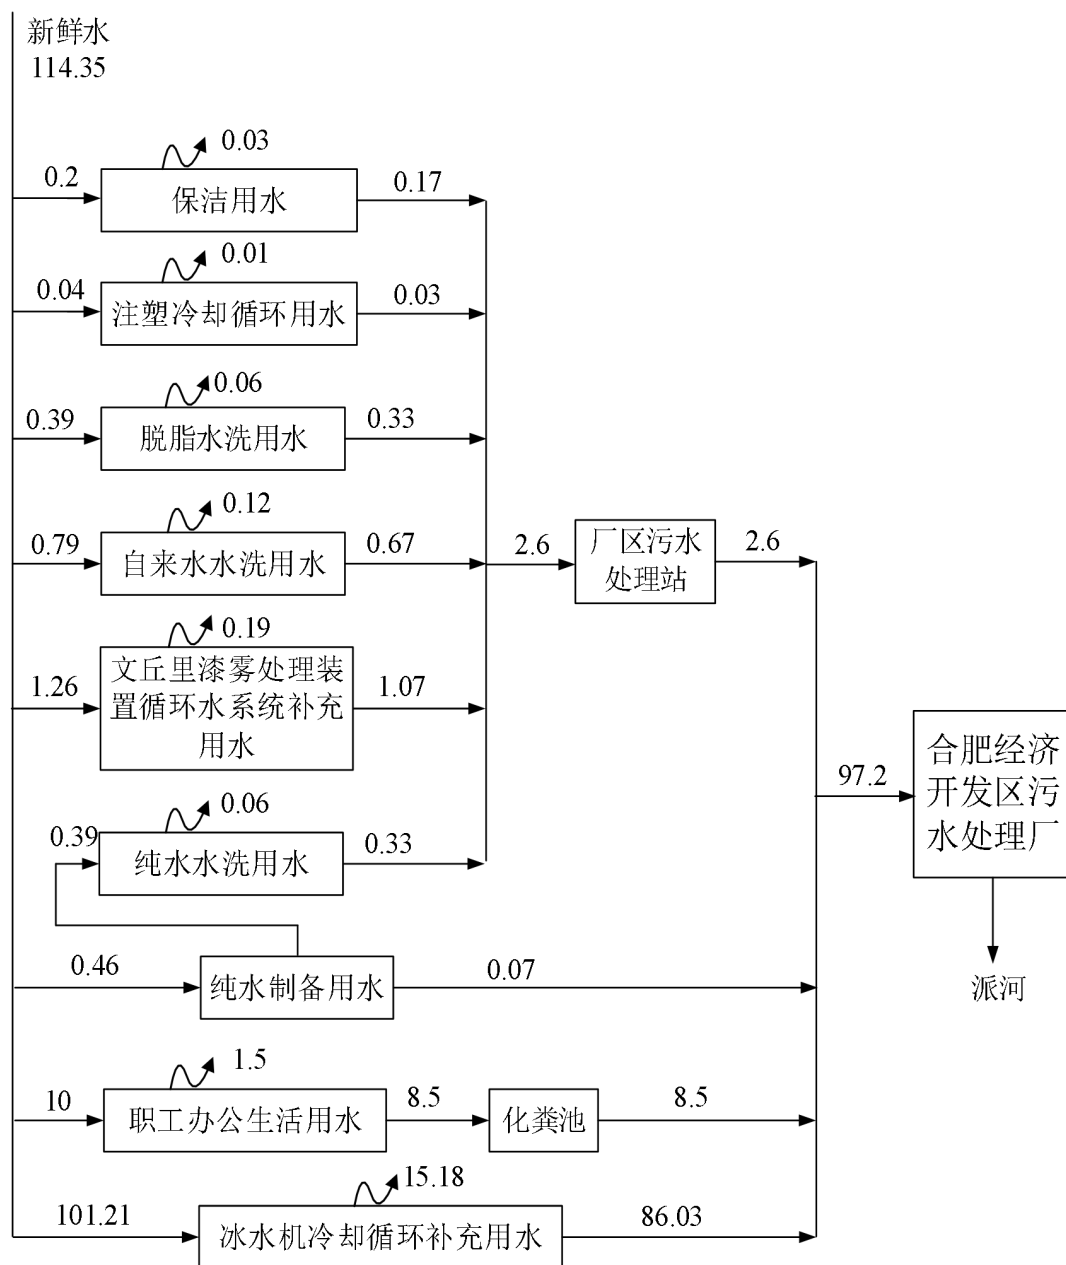 新鲜水
114.35
0.03
0.2
保洁用水
0.17
0.01
0.04
注塑冷却循环用水
0.03
0.06
0.39
脱脂水洗用水
0.33
0.12
0.79
自来水水洗用水
0.67
2.6
厂区污水
处理站
2.6
0.19
1.26
文丘里漆雾处理装
置循环水系统补充
用水
1.07
97.2
合肥经济
开发区污
水处理厂
0.06
0.39
纯水水洗用水
0.33
0.46
纯水制备用水
0.07
派河
1.5
10
职工办公生活用水
8.5
化粪池
8.5
15.18
101.21
冰水机冷却循环补充用水
86.03